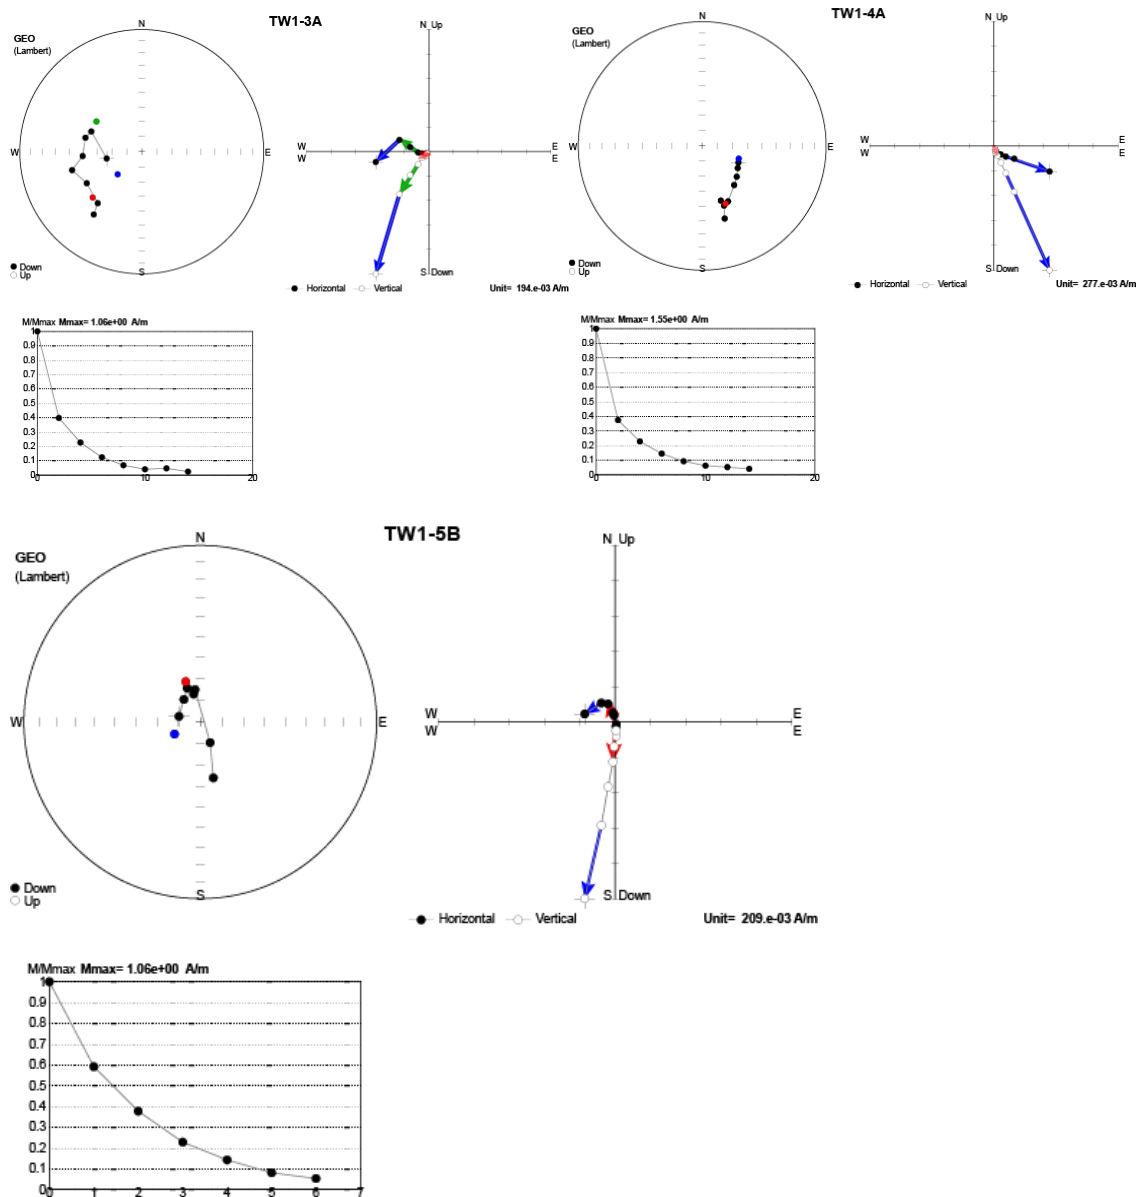 TW1-3A
GEO
(Lambert)
N
W
E
S
Down
Up
N Up
W
W
E
E
S Down
Horizontal
Vertical
Unit= 194.e-03 A/m
M/Mmax Mmax= 1.06e+00 A/m
1
0.9
0.8
0.7
0.6
0.5
0.4
0.3
0.2
0.1
0
0 10 20
TW1-4A
GEO
(Lambert)
N
W
E
S
Down
Up
N Up
W
W
E
E
S Down
Horizontal
Vertical
Unit= 277.e-03 A/m
M/Mmax Mmax= 1.55e+00 A/m
1
0.9
0.8
0.7
0.6
0.5
0.4
0.3
0.2
0.1
0
0 10 20
TW1-5B
GEO
(Lambert)
N
W
E
S
Down
Up
N Up
W
W
E
E
S Down
Horizontal
Vertical
Unit= 209.e-03 A/m
M/Mmax Mmax= 1.06e+00 A/m
1
0.9
0.8
0.7
0.6
0.5
0.4
0.3
0.2
0.1
0
0 1 2 3 4 5 6 7